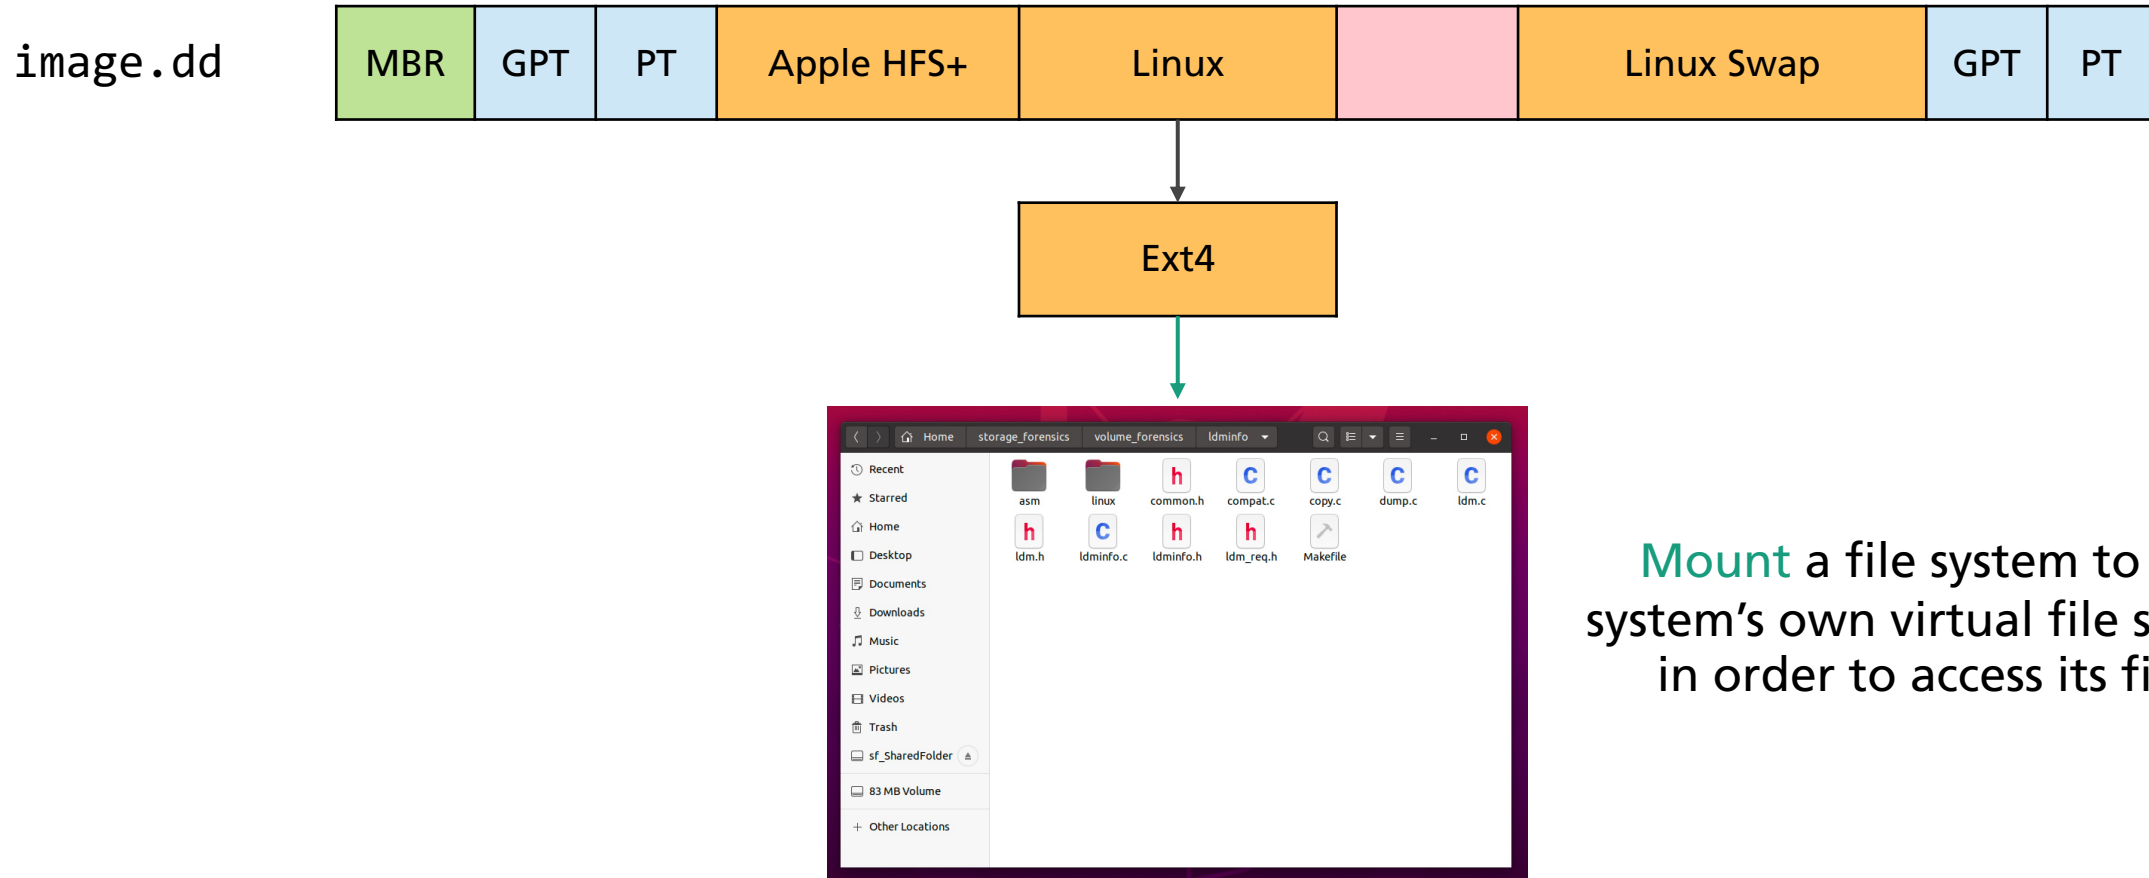 image.dd
MBR GPT PT Apple HFS+ Linux Linux Swap GPT PT
Ext4
Home storage_forensics volume_forensics ldminfo
Recent
Starred
Home
Desktop
Documents
Downloads
Music
Pictures
Videos
Trash
sf_SharedFolder
83 MB Volume
+ Other Locations
h C C C C
asm linux common.h compat.c copy.c dump.c ldm.c
h C h h
ldm.h ldminfo.c ldminfo.h ldm_req.h Makefile
Mount a file system to
system’s own virtual file s
in order to access its fi